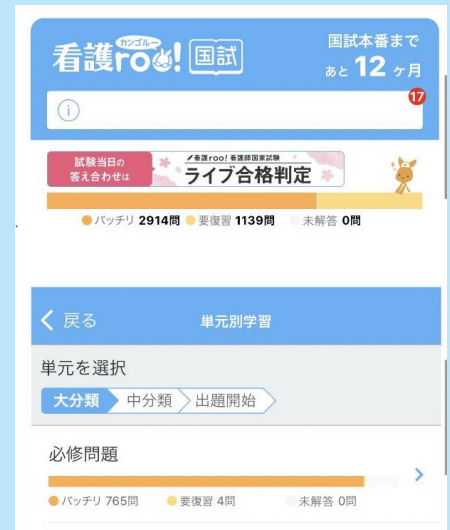 カンゴルー
看護roo! 国試
国試本番まで
あと 12 ヶ月
17
試験当日の
答え合わせは
看護roo! 看護師国家試験
ライブ合格判定
バッチリ 2914問 要復習 1139問 未解答 0問
戻る 単元別学習
単元を選択
大分類 中分類 出題開始
必修問題
バッチリ 765問 要復習 4問 未解答 0問